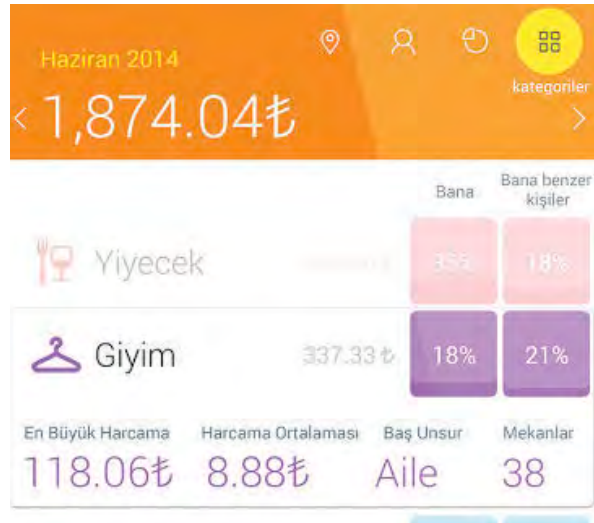 Haziran 2014
kategoriler
1,874.04₺
Bana
Bana benzer
kişiler
Yiyecek
18%
Giyim
337.33 ₺
18%
21%
En Büyük Harcama
Harcama Ortalaması
Baş Unsur
Mekanlar
118.06₺
8.88₺
Aile
38